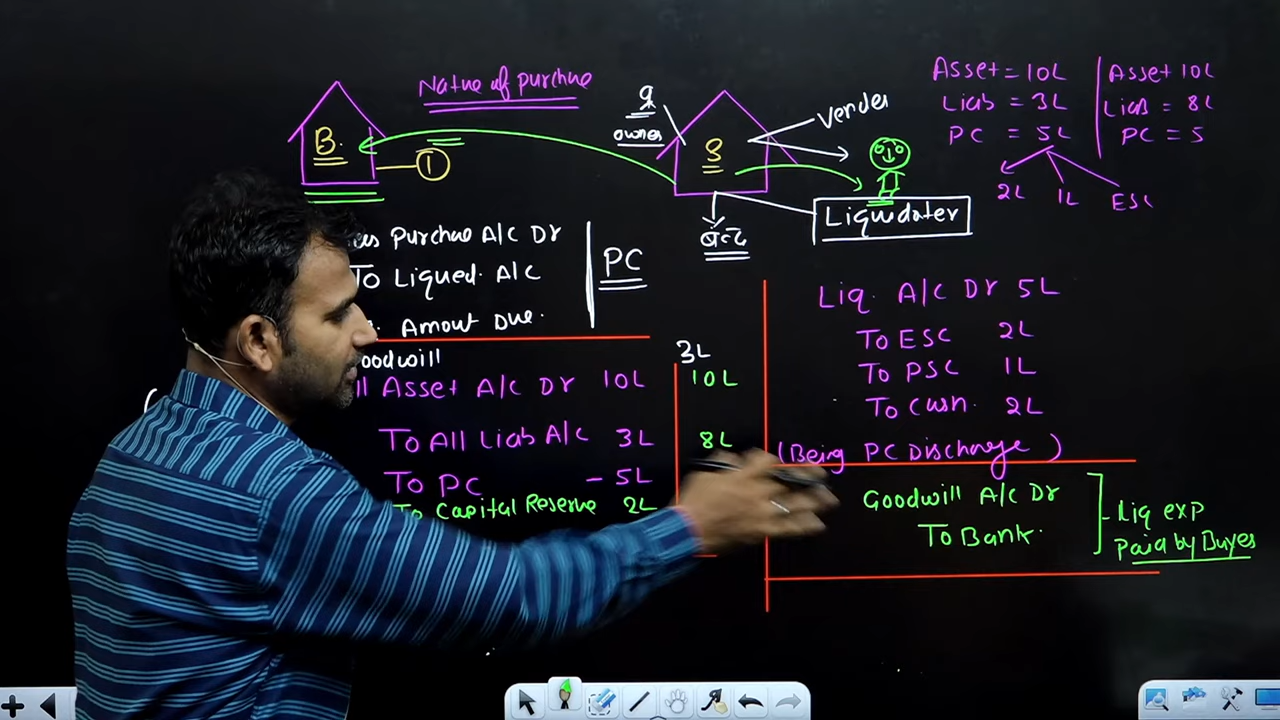 Natue of purchase
B.
1
a
owner
S
a=c
Vender
Liquidater
Asset = 10L
Liab = 3L
PC = 5L
2L 1L ESC
Asset 10L
Liab = 8L
PC = 5
Purchae A/c Dr
To Liqued. A/C
Amout Due.
PC
oodwill
3L
Asset A/c Dr 10L 10L
To All Liab A/c 3L 8L
To PC - 5L
To Capital Reserve 2L
Liq. A/c Dr 5L
To ESC 2L
To PSC 1L
To Cash. 2L
(Being PC Discharge )
Goodwill A/c Dr
To Bank.
Liq exp
Paid by Buyer